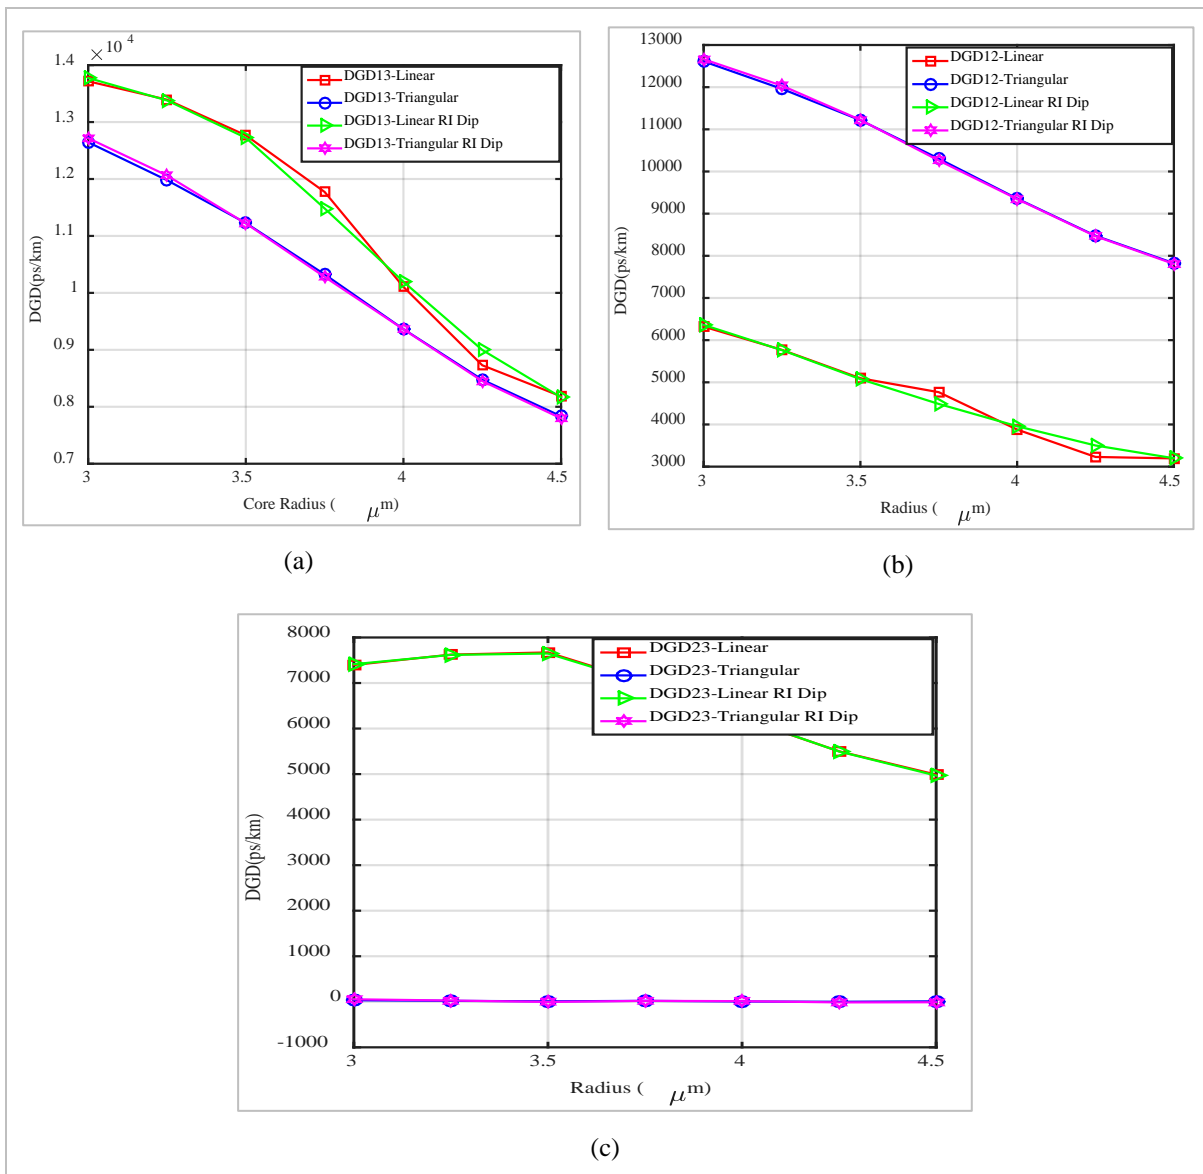 ×10 4
1.4
1.3
1.2
1.1
1
0.9
0.8
0.7
DGD(ps/km)
DGD13-Linear
DGD13-Triangular
DGD13-Linear RI Dip
DGD13-Triangular RI Dip
3
3.5
4
4.5
Core Radius ( μm)
(a)
13000
12000
11000
10000
9000
8000
7000
6000
5000
4000
3000
DGD(ps/km)
DGD12-Linear
DGD12-Triangular
DGD12-Linear RI Dip
DGD12-Triangular RI Dip
3
3.5
4
4.5
Radius ( μm)
(b)
8000
7000
6000
5000
4000
3000
2000
1000
0
-1000
DGD(ps/km)
DGD23-Linear
DGD23-Triangular
DGD23-Linear RI Dip
DGD23-Triangular RI Dip
3
3.5
4
4.5
Radius ( μm)
(c)